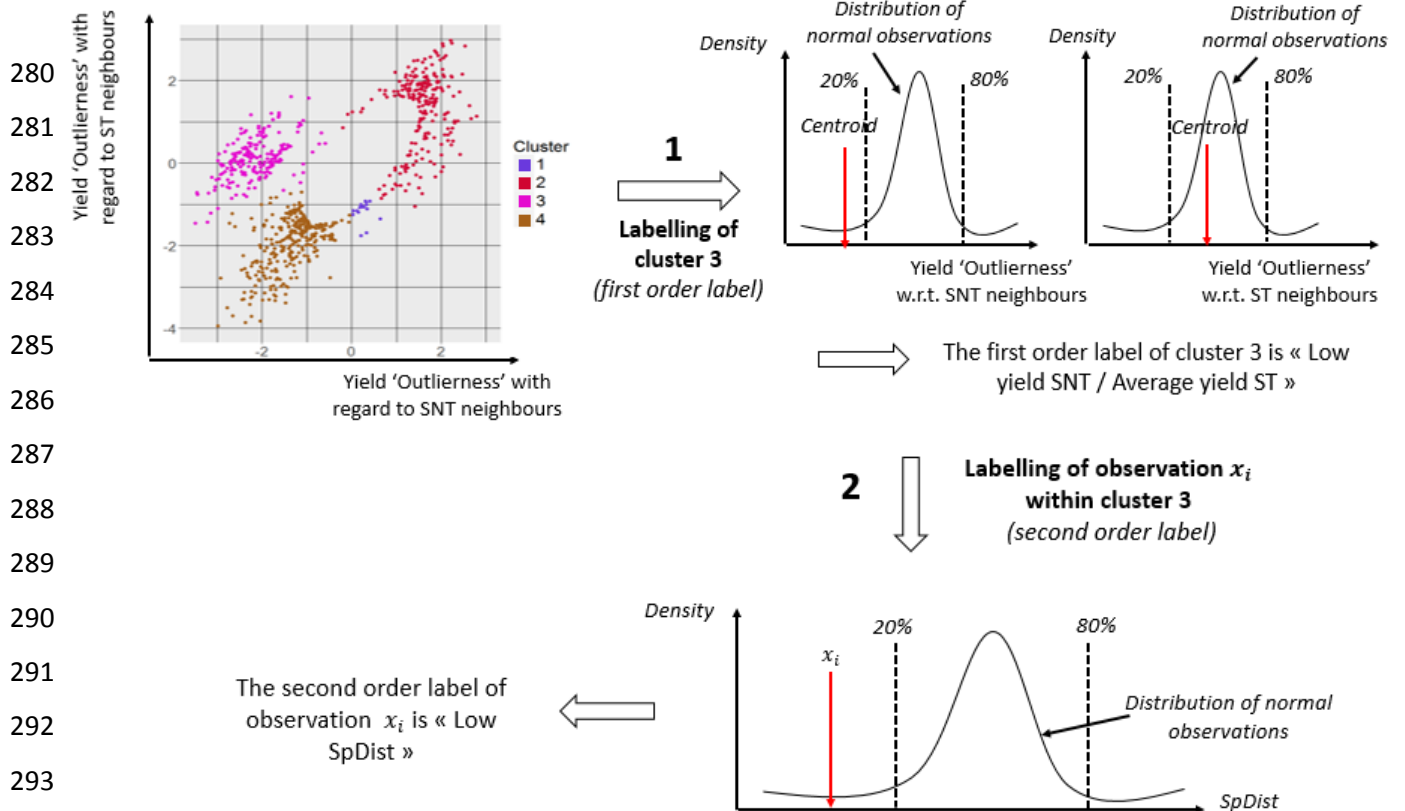 280
281
282
283
284
285
286
287
288
289
290
291
292
293
Yield 'Outlierness' with
regard to ST neighbours
2
0
-2
-4
-2
0
2
Yield 'Outlierness' with
regard to SNT neighbours
Cluster
1
2
3
4
1
Labelling of
cluster 3
(first order label)
Density
Distribution of
normal observations
20%
80%
Centroid
Yield 'Outlierness'
w.r.t. SNT neighbours
Density
Distribution of
normal observations
20%
80%
Centroid
Yield 'Outlierness'
w.r.t. ST neighbours
The first order label of cluster 3 is « Low
yield SNT / Average yield ST »
2
Labelling of observation xᵢ
within cluster 3
(second order label)
Density
20%
80%
xᵢ
Distribution of normal
observations
SpDist
The second order label of
observation xᵢ is « Low
SpDist »